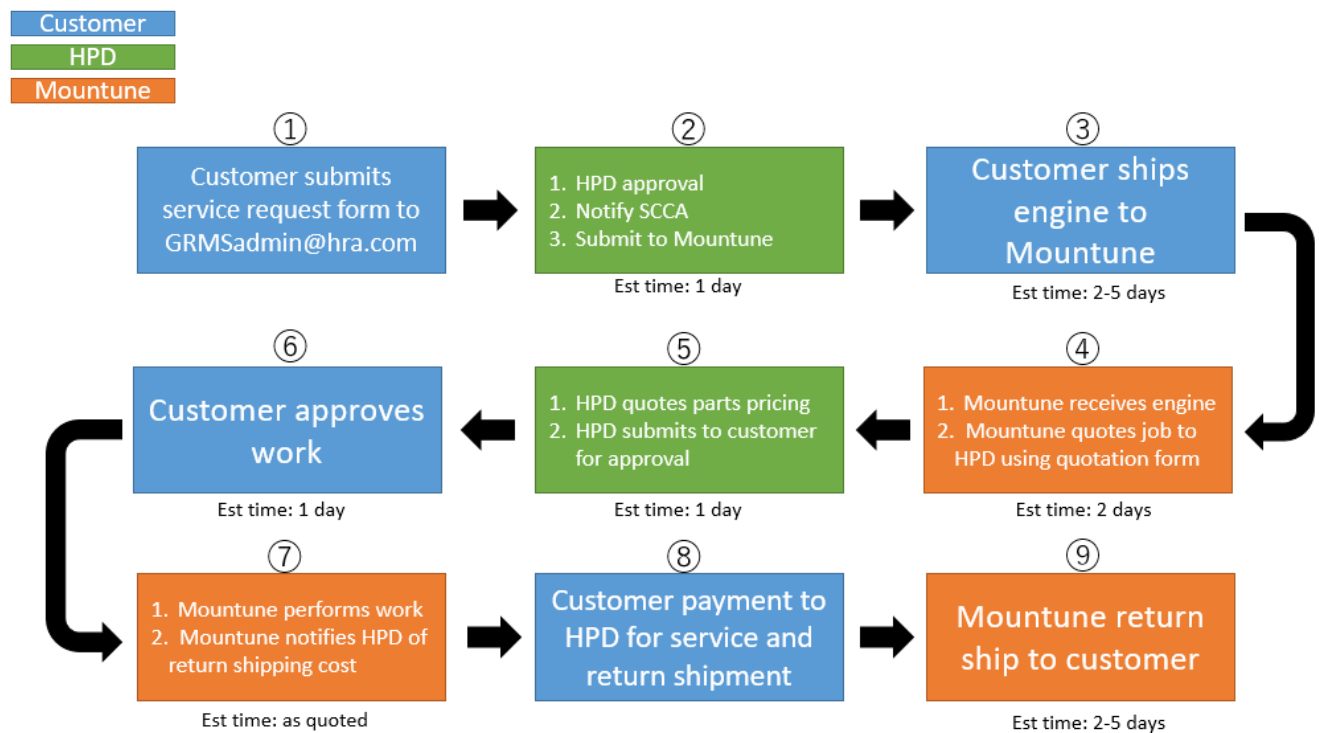 Customer
HPD
Mountune
①
Customer submits
service request form to
GRMSadmin@hra.com
②
1. HPD approval
2. Notify SCCA
3. Submit to Mountune
Est time: 1 day
③
Customer ships
engine to
Mountune
Est time: 2-5 days
④
1. Mountune receives engine
2. Mountune quotes job to
HPD using quotation form
Est time: 2 days
⑤
1. HPD quotes parts pricing
2. HPD submits to customer
for approval
Est time: 1 day
⑥
Customer approves
work
Est time: 1 day
⑦
1. Mountune performs work
2. Mountune notifies HPD of
return shipping cost
Est time: as quoted
⑧
Customer payment to
HPD for service and
return shipment
⑨
Mountune return
ship to customer
Est time: 2-5 days